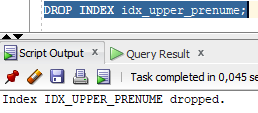 DROP INDEX idx_upper_prenume;
Script Output x Query Result x
Task completed in 0,045 se
Index IDX_UPPER_PRENUME dropped.